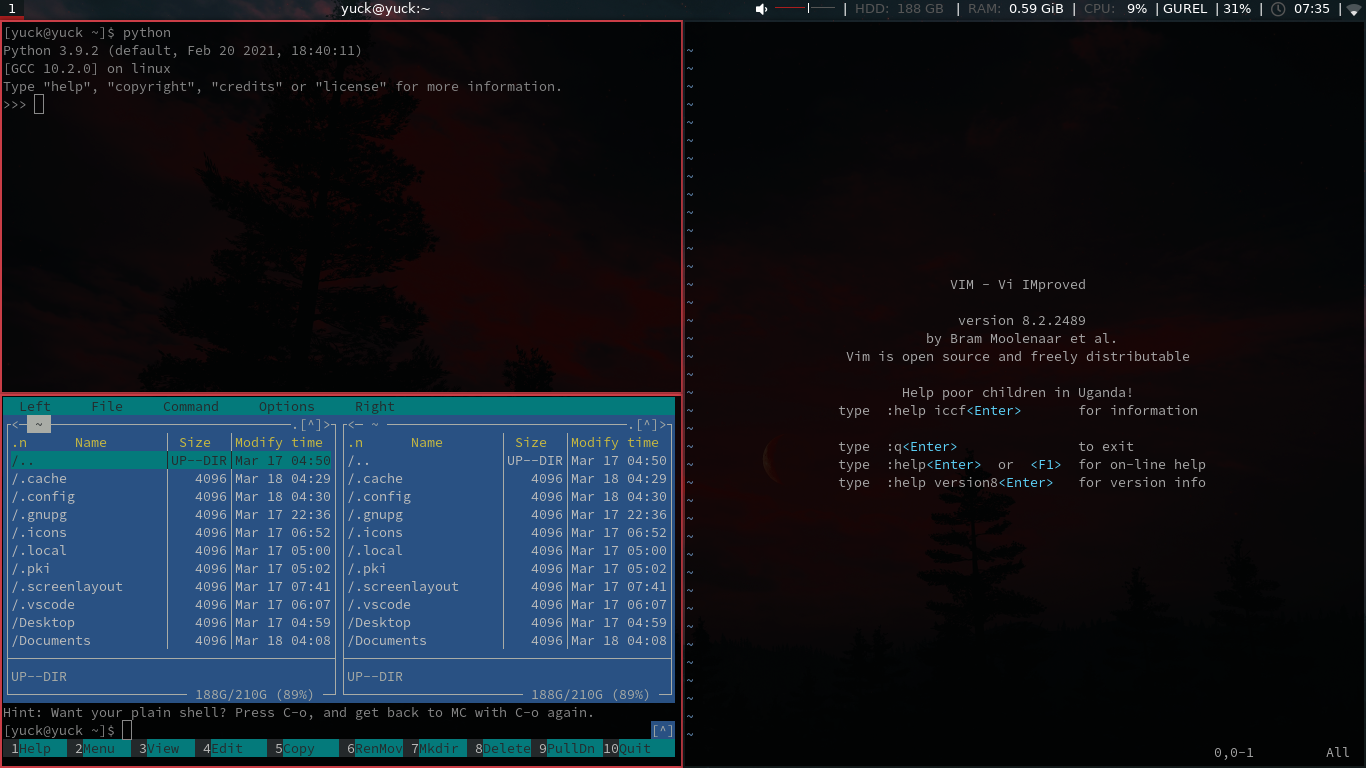 1 yuck@yuck:~ | HDD: 188 GB | RAM: 0.59 GiB | CPU: 9% | GUREL | 31% | 07:35 |
[yuck@yuck ~]$ python
Python 3.9.2 (default, Feb 20 2021, 18:40:11)
[GCC 10.2.0] on linux
Type "help", "copyright", "credits" or "license" for more information.
>>>
Left File Command Options Right
<─ ~ .[^]> <─ ~ .[^]>
.n Name Size Modify time .n Name Size Modify time
/.. UP--DIR Mar 17 04:50 /.. UP--DIR Mar 17 04:50
/.cache 4096 Mar 18 04:29 /.cache 4096 Mar 18 04:29
/.config 4096 Mar 18 04:30 /.config 4096 Mar 18 04:30
/.gnupg 4096 Mar 17 22:36 /.gnupg 4096 Mar 17 22:36
/.icons 4096 Mar 17 06:52 /.icons 4096 Mar 17 06:52
/.local 4096 Mar 17 05:00 /.local 4096 Mar 17 05:00
/.pki 4096 Mar 17 05:02 /.pki 4096 Mar 17 05:02
/.screenlayout 4096 Mar 17 07:41 /.screenlayout 4096 Mar 17 07:41
/.vscode 4096 Mar 17 06:07 /.vscode 4096 Mar 17 06:07
/Desktop 4096 Mar 17 04:59 /Desktop 4096 Mar 17 04:59
/Documents 4096 Mar 18 04:08 /Documents 4096 Mar 18 04:08
UP--DIR UP--DIR
188G/210G (89%) 188G/210G (89%)
Hint: Want your plain shell? Press C-o, and get back to MC with C-o again.
[yuck@yuck ~]$ [^]
1Help 2Menu 3View 4Edit 5Copy 6RenMov 7Mkdir 8Delete 9PullDn 10Quit
~
~
~
~
~
~
~
~
~
~
~
~
~
~ VIM - Vi IMproved
~
~ version 8.2.2489
~ by Bram Moolenaar et al.
~ Vim is open source and freely distributable
~
~ Help poor children in Uganda!
~ type :help iccf<Enter> for information
~
~ type :q<Enter> to exit
~ type :help<Enter> or <F1> for on-line help
~ type :help version8<Enter> for version info
~
~
~
~
~
~
~
~
~
~
~
~
~
~
0,0-1 All